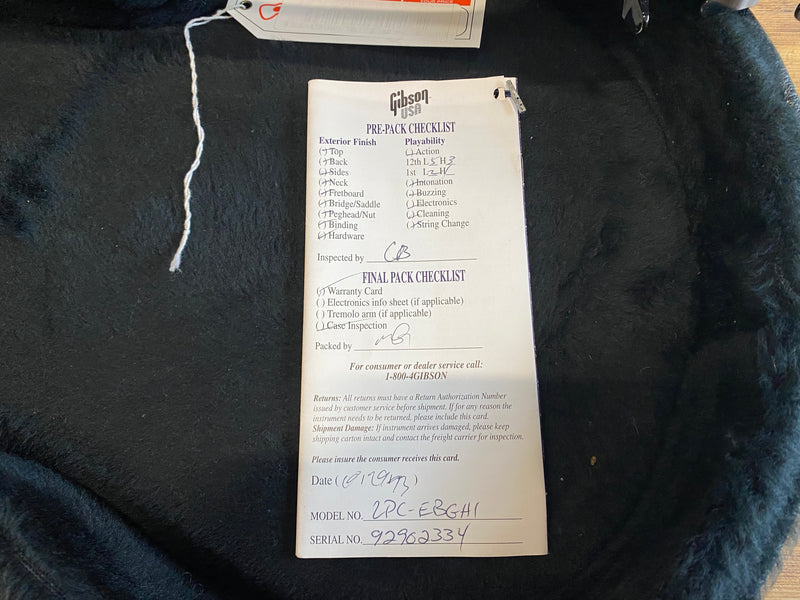 Gibson
USA
PRE-PACK CHECKLIST
Exterior Finish Playability
(✓) Top (✓) Action
(✓) Back 12th L 5 H 3
(✓) Sides 1st L 2 H
(✓) Neck (✓) Intonation
(✓) Fretboard (✓) Buzzing
(✓) Bridge/Saddle (✓) Electronics
(✓) Peghead/Nut (✓) Cleaning
(✓) Binding (✓) String Change
(✓) Hardware
Inspected by CB
FINAL PACK CHECKLIST
(✓) Warranty Card
( ) Electronics info sheet (if applicable)
( ) Tremolo arm (if applicable)
(✓) Case Inspection
Packed by
For consumer or dealer service call:
1-800-4GIBSON
Returns: All returns must have a Return Authorization Number
issued by customer service before shipment. If for any reason the
instrument needs to be returned, please include this card.
Shipment Damage: If instrument arrives damaged, please keep
shipping carton intact and contact the freight carrier for inspection.
Please insure the consumer receives this card.
Date ( )
MODEL NO. LPC-EBGH1
SERIAL NO. 92902334